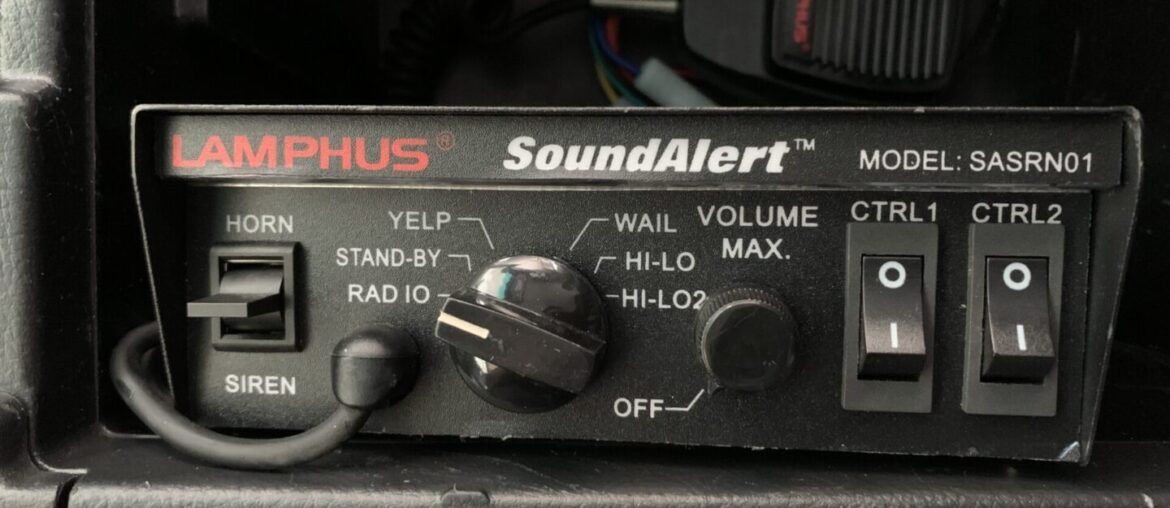 LAMPHUS® SoundAlert™ MODEL: SASRN01
HORN
SIREN
YELP
STAND-BY
RADIO
WAIL
HI-LO
HI-LO2
VOLUME
MAX.
OFF
CTRL1
O
I
CTRL2
O
I